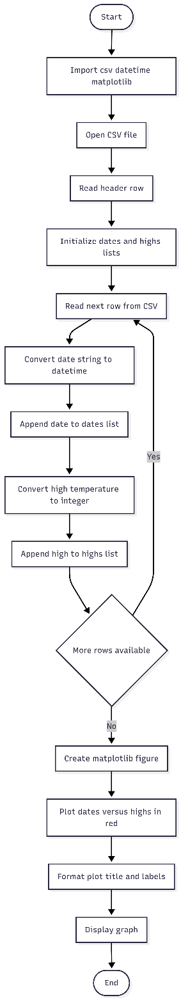 Start
Import csv datetime
matplotlib
Open CSV file
Read header row
Initialize dates and highs
lists
Read next row from CSV
Convert date string to
datetime
Append date to dates list
Yes
Convert high temperature
to integer
Append high to highs list
More rows available
No
Create matplotlib figure
Plot dates versus highs in
red
Format plot title and labels
Display graph
End